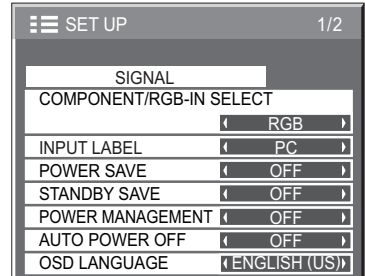 SET UP 1/2
SIGNAL
COMPONENT/RGB-IN SELECT
RGB
INPUT LABEL PC
POWER SAVE OFF
STANDBY SAVE OFF
POWER MANAGEMENT OFF
AUTO POWER OFF OFF
OSD LANGUAGE ENGLISH (US)